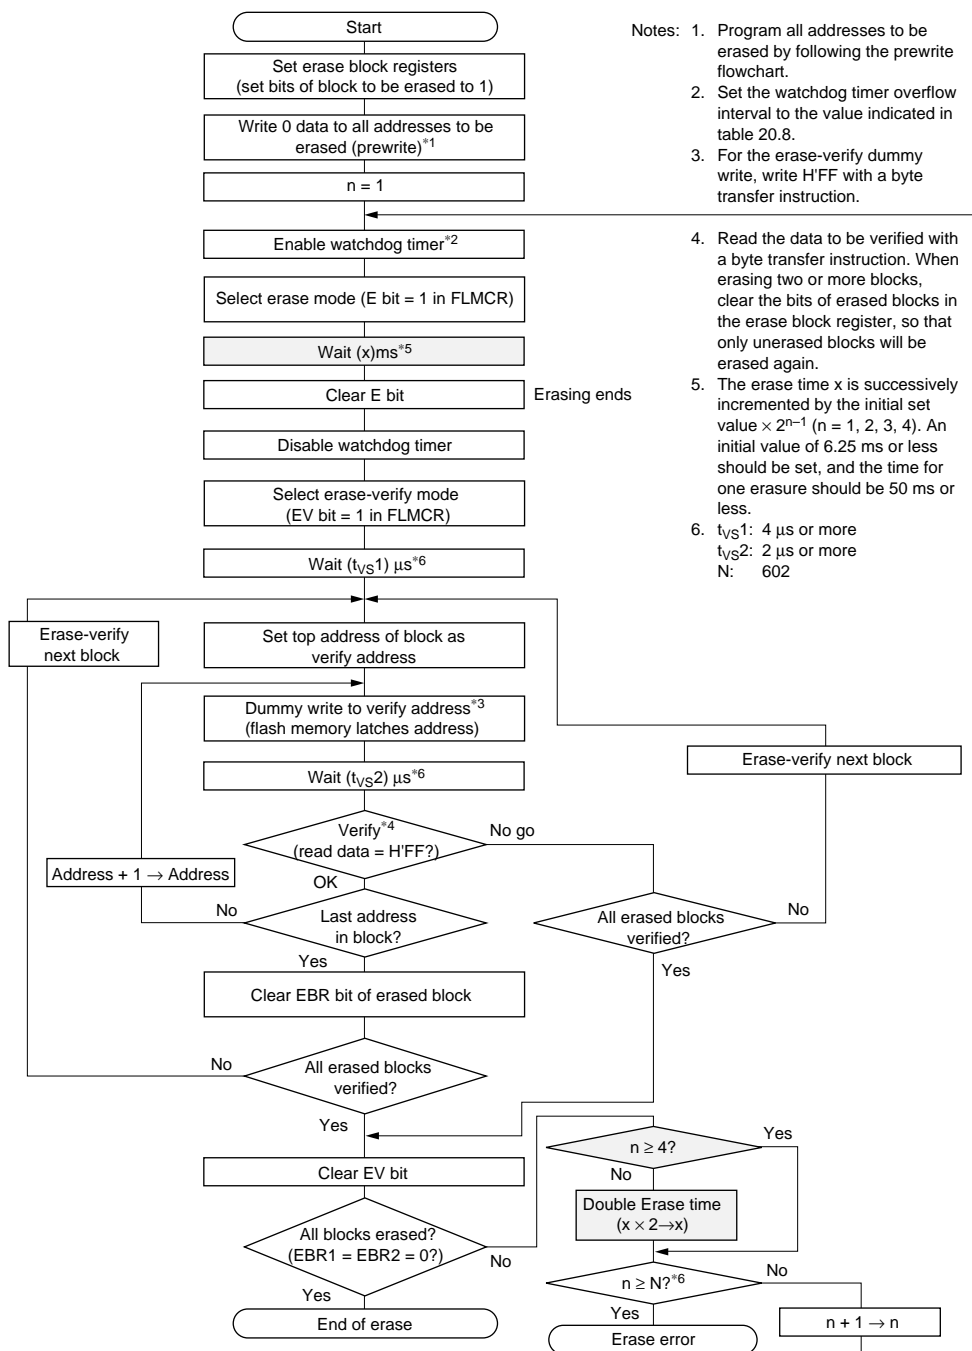 Start
Set erase block registers
(set bits of block to be erased to 1)
Write 0 data to all addresses to be
erased (prewrite)*1
n = 1
Enable watchdog timer*2
Select erase mode (E bit = 1 in FLMCR)
Wait (x)ms*5
Clear E bit
Erasing ends
Disable watchdog timer
Select erase-verify mode
(EV bit = 1 in FLMCR)
Wait (tVS1) μs*6
Erase-verify
next block
Set top address of block as
verify address
Dummy write to verify address*3
(flash memory latches address)
Wait (tVS2) μs*6
Erase-verify next block
Verify*4
(read data = H'FF?)
No go
OK
Address + 1 → Address
No
Last address
in block?
Yes
All erased blocks
verified?
No
Yes
Clear EBR bit of erased block
No
All erased blocks
verified?
Yes
Clear EV bit
All blocks erased?
(EBR1 = EBR2 = 0?)
No
Yes
End of erase
n ≥ 4?
Yes
No
Double Erase time
(x × 2→x)
n ≥ N?*6
No
Yes
Erase error
n + 1 → n
Notes: 1. Program all addresses to be
erased by following the prewrite
flowchart.
2. Set the watchdog timer overflow
interval to the value indicated in
table 20.8.
3. For the erase-verify dummy
write, write H'FF with a byte
transfer instruction.
4. Read the data to be verified with
a byte transfer instruction. When
erasing two or more blocks,
clear the bits of erased blocks in
the erase block register, so that
only unerased blocks will be
erased again.
5. The erase time x is successively
incremented by the initial set
value × 2n–1 (n = 1, 2, 3, 4). An
initial value of 6.25 ms or less
should be set, and the time for
one erasure should be 50 ms or
less.
6. tVS1: 4 μs or more
tVS2: 2 μs or more
N: 602